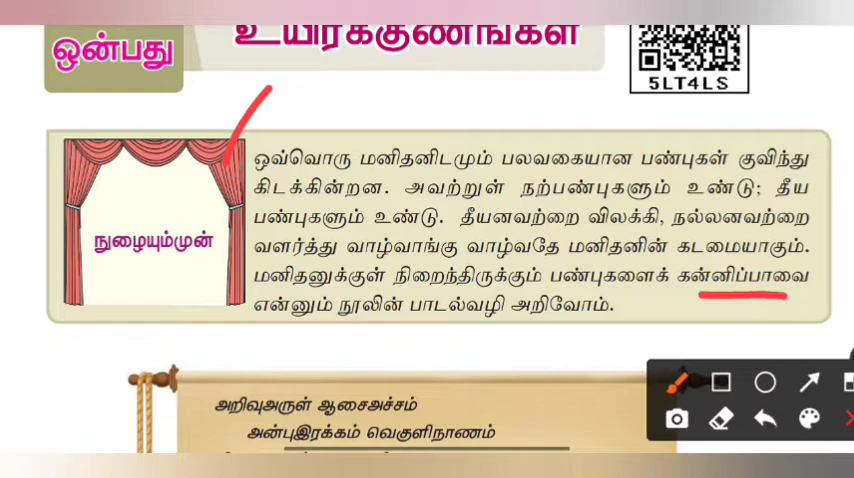 ஒன்பது
உயிர்க்குணங்கள்
5LT4LS
நுழையும்முன்
ஒவ்வொரு மனிதனிடமும் பலவகையான பண்புகள் குவிந்து
கிடக்கின்றன. அவற்றுள் நற்பண்புகளும் உண்டு; தீய
பண்புகளும் உண்டு. தீயனவற்றை விலக்கி, நல்லனவற்றை
வளர்த்து வாழ்வாங்கு வாழ்வதே மனிதனின் கடமையாகும்.
மனிதனுக்குள் நிறைந்திருக்கும் பண்புகளைக் கன்னிப்பாவை
என்னும் நூலின் பாடல்வழி அறிவோம்.
அறிவுஅருள் ஆசைஅச்சம்
அன்புஇரக்கம் வெகுளிநாணம்